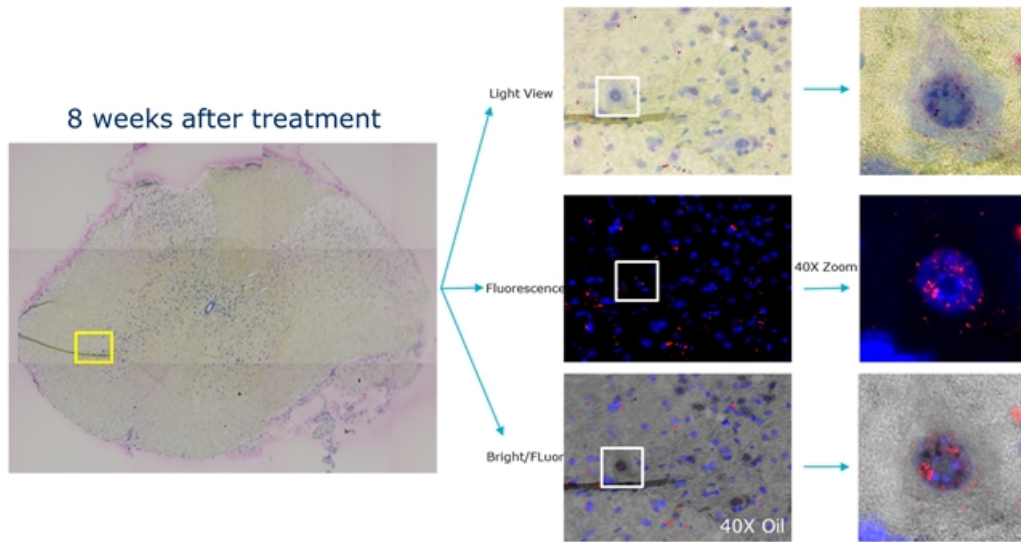 8 weeks after treatment
Light View
Fluorescence
40X Zoom
Bright/FLuor
40X Oil